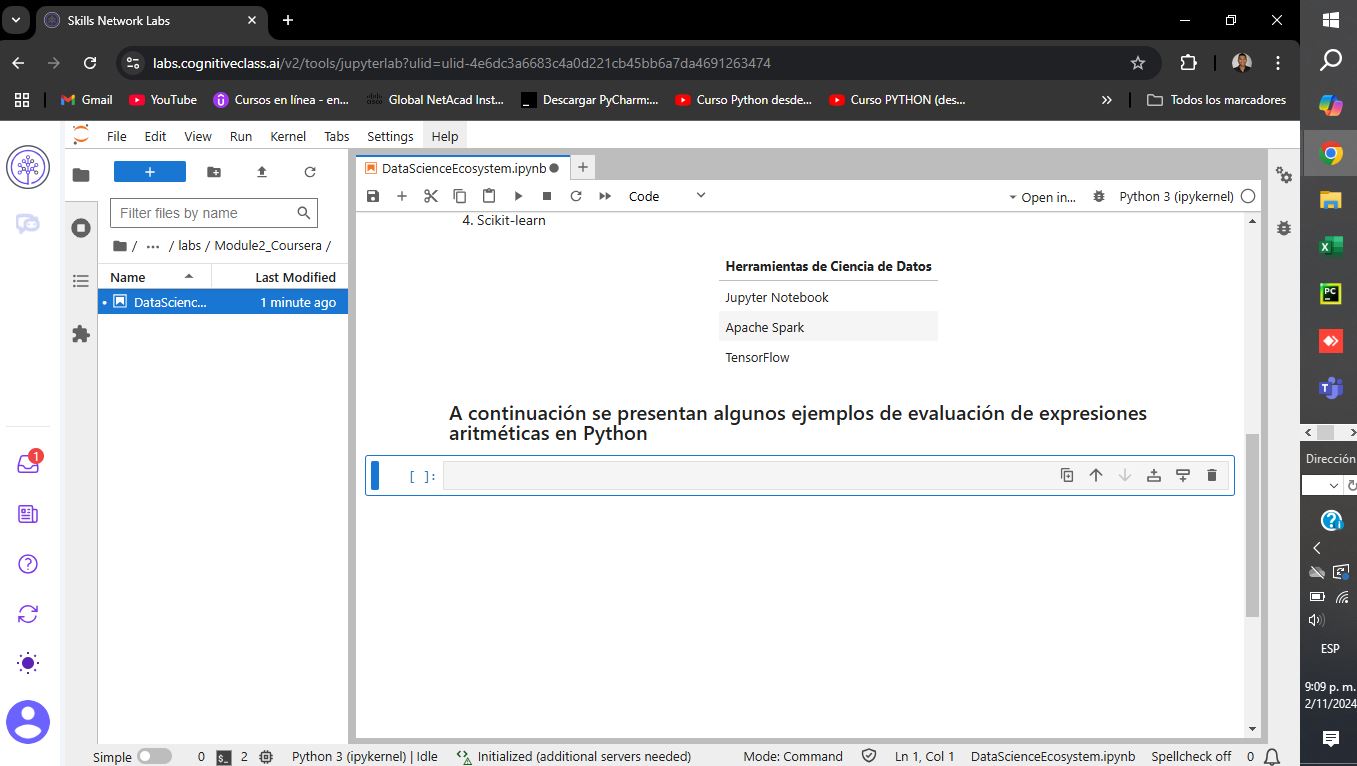 Skills Network Labs
labs.cognitiveclass.ai/v2/tools/jupyterlab?ulid=ulid-4e6dc3a6683c4a0d221cb45bb6a7da4691263474
Gmail YouTube Cursos en línea - en... Global NetAcad Inst... Descargar PyCharm:... Curso Python desde... Curso PYTHON (des... » Todos los marcadores
File Edit View Run Kernel Tabs Settings Help
DataScienceEcosystem.ipynb
Code Open in... Python 3 (ipykernel)
Filter files by name
/ ... / labs / Module2_Coursera /
Name Last Modified
DataScienc... 1 minute ago
4. Scikit-learn
Herramientas de Ciencia de Datos
Jupyter Notebook
Apache Spark
TensorFlow
A continuación se presentan algunos ejemplos de evaluación de expresiones
aritméticas en Python
[ ]:
1
Simple 0 2 Python 3 (ipykernel) | Idle Initialized (additional servers needed) Mode: Command Ln 1, Col 1 DataScienceEcosystem.ipynb Spellcheck off 0
Dirección
ESP
9:09 p. m.
2/11/2024